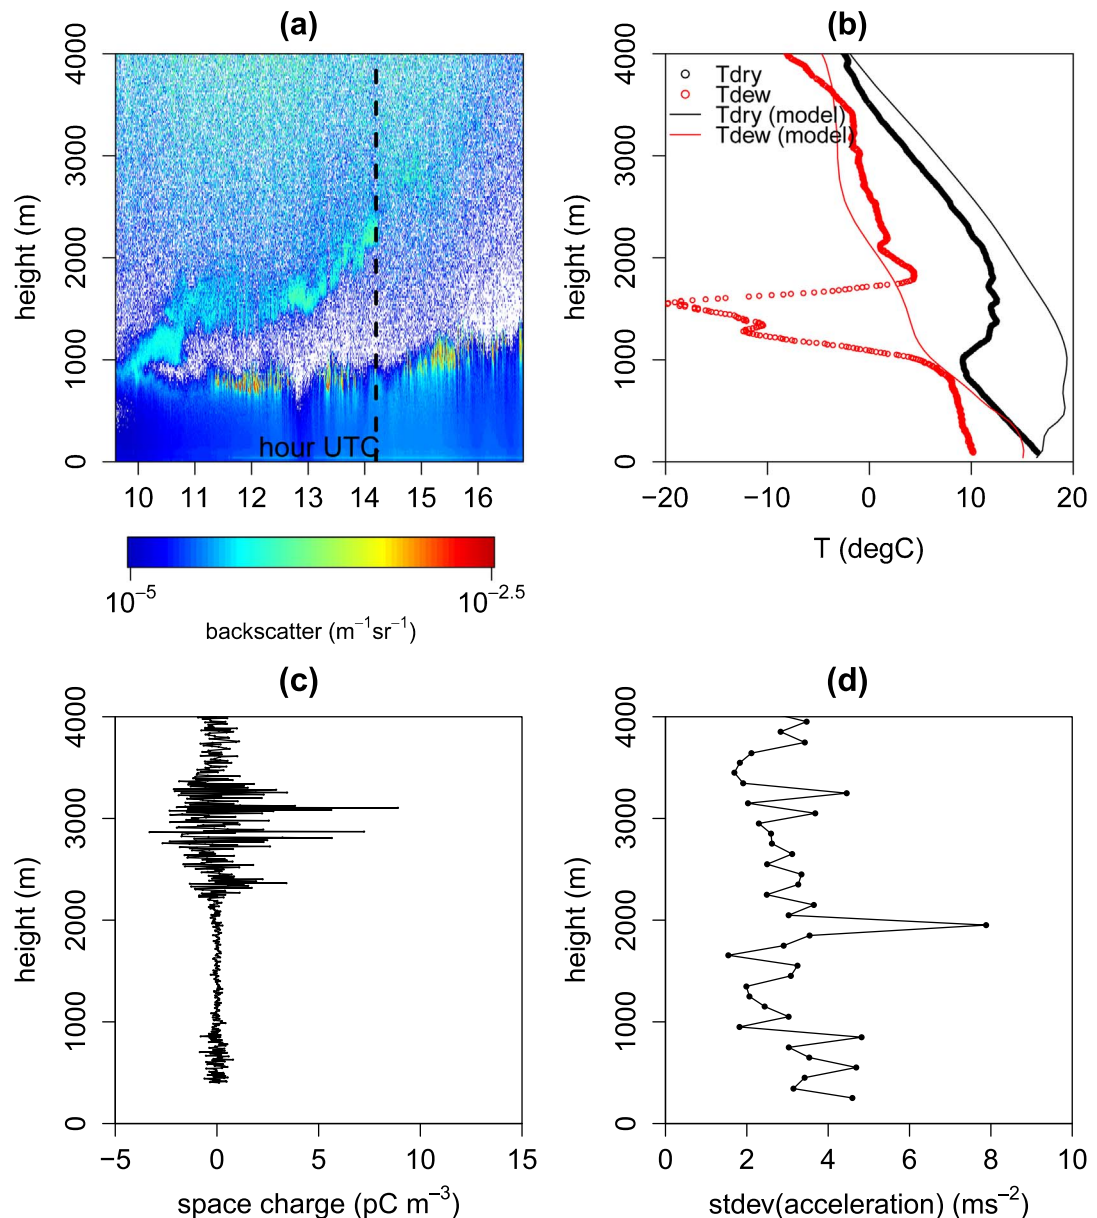 (a)
height (m)
0 1000 2000 3000 4000
hour UTC
10 11 12 13 14 15 16
10⁻⁵ 10⁻²·⁵
backscatter (m⁻¹sr⁻¹)
(b)
height (m)
0 1000 2000 3000 4000
Tdry
Tdew
Tdry (model)
Tdew (model)
−20 −10 0 10 20
T (degC)
(c)
height (m)
0 1000 2000 3000 4000
−5 0 5 10 15
space charge (pC m⁻³)
(d)
height (m)
0 1000 2000 3000 4000
0 2 4 6 8 10
stdev(acceleration) (ms⁻²)